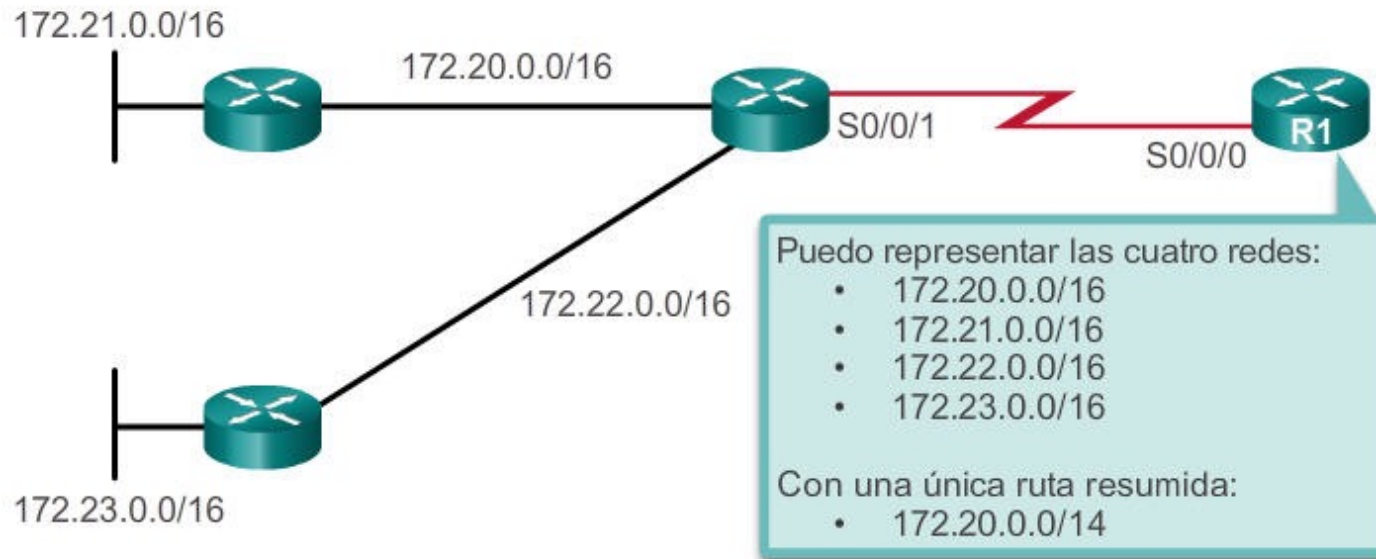 172.21.0.0/16
172.20.0.0/16
S0/0/1
S0/0/0
R1
172.22.0.0/16
172.23.0.0/16
Puedo representar las cuatro redes:
• 172.20.0.0/16
• 172.21.0.0/16
• 172.22.0.0/16
• 172.23.0.0/16
Con una única ruta resumida:
• 172.20.0.0/14